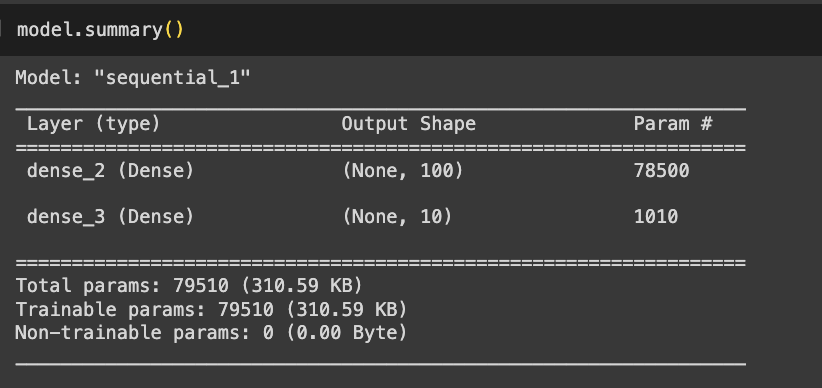 model.summary()
Model: "sequential_1"
Layer (type) Output Shape Param #
=================================================================
dense_2 (Dense) (None, 100) 78500
dense_3 (Dense) (None, 10) 1010
=================================================================
Total params: 79510 (310.59 KB)
Trainable params: 79510 (310.59 KB)
Non-trainable params: 0 (0.00 Byte)